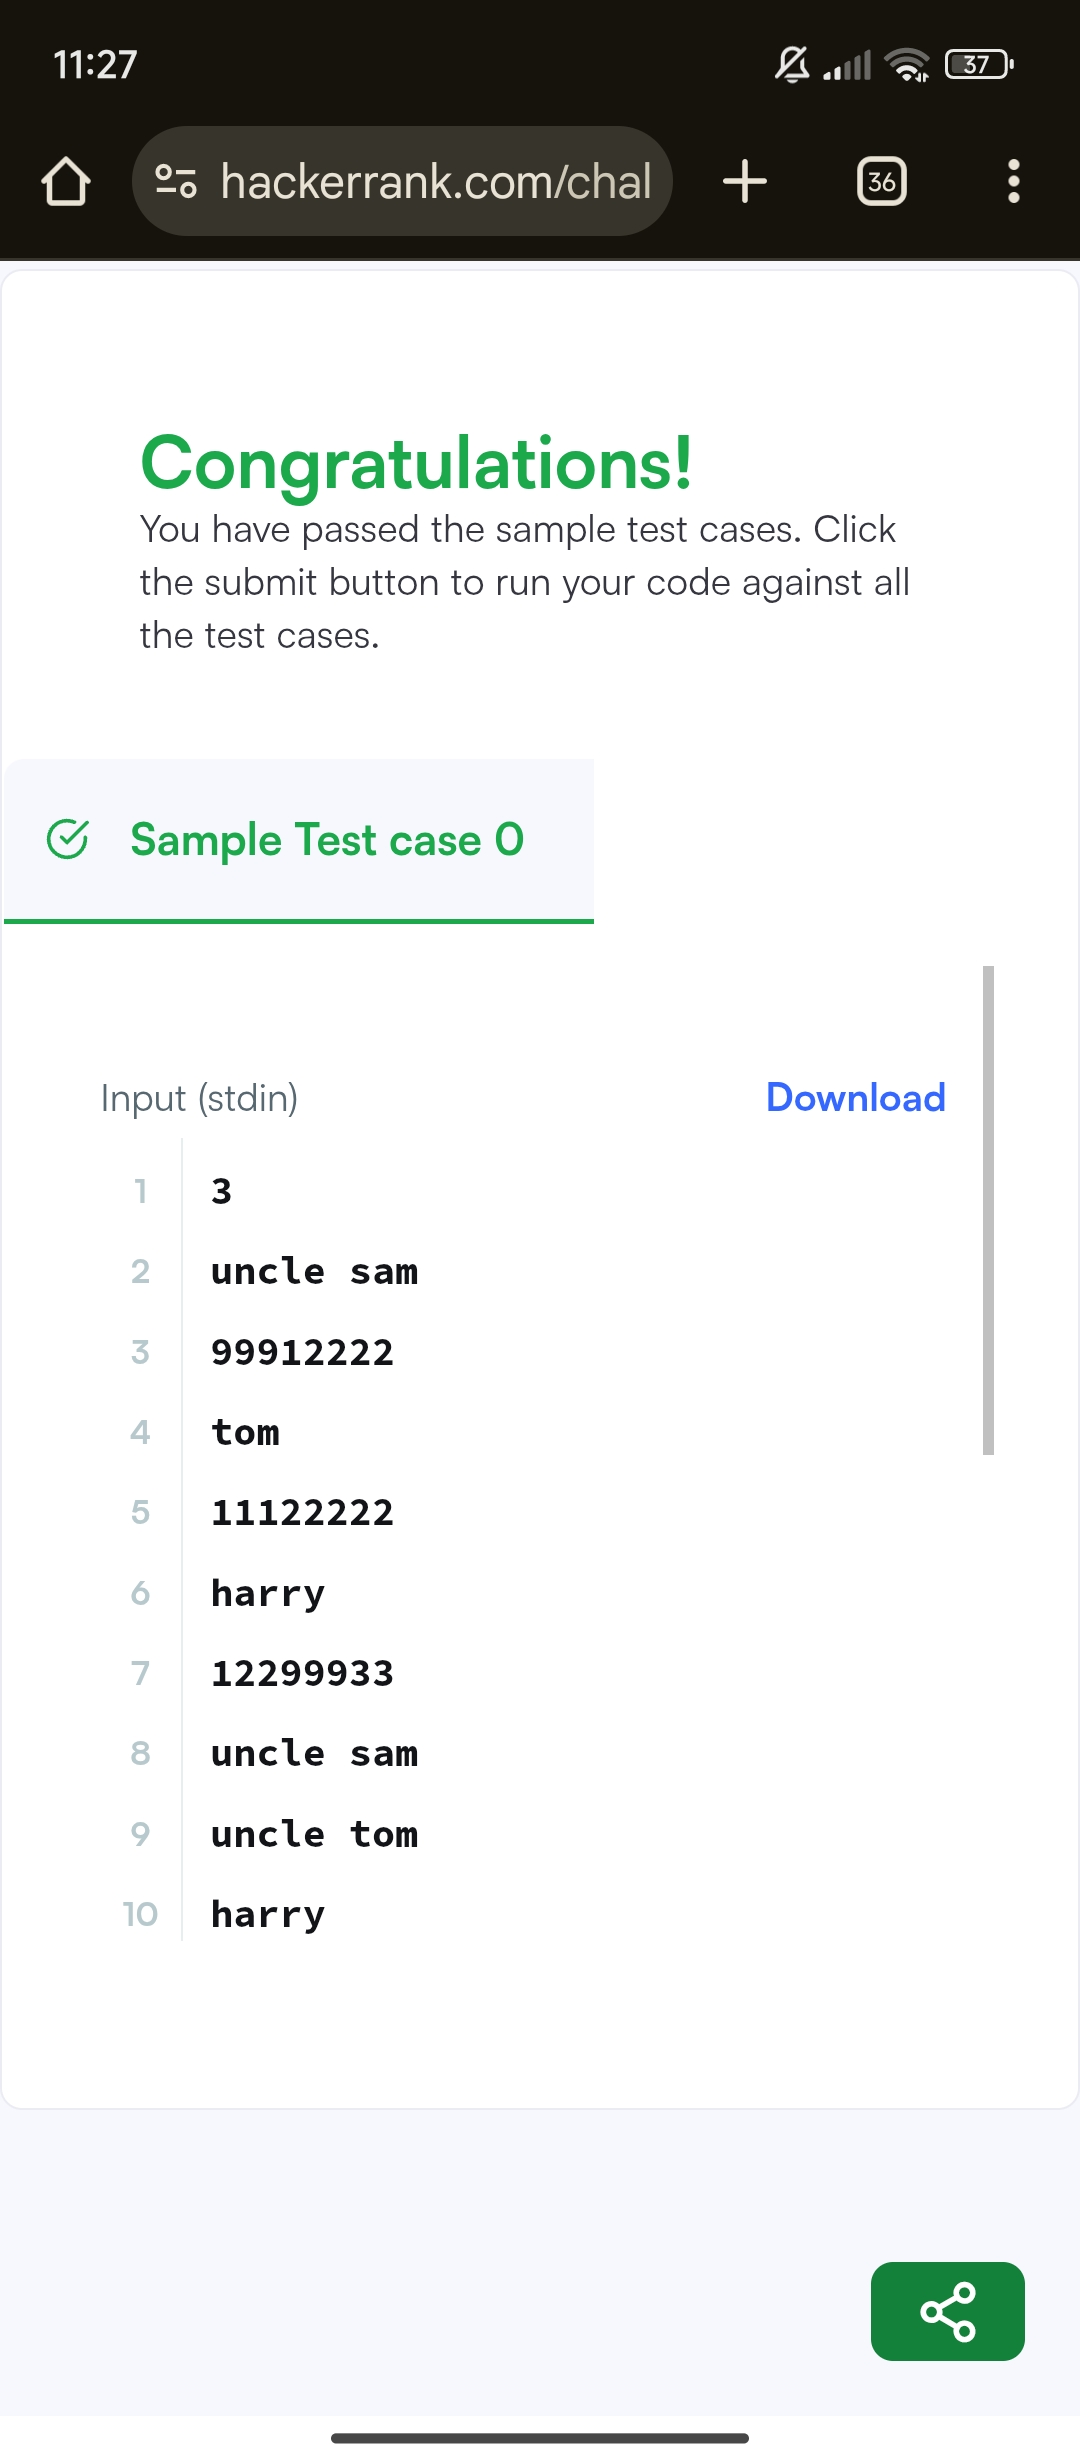 11:27
37
hackerrank.com/chal
36
Congratulations!
You have passed the sample test cases. Click
the submit button to run your code against all
the test cases.
Sample Test case 0
Input (stdin)
Download
1 3
2 uncle sam
3 99912222
4 tom
5 11122222
6 harry
7 12299933
8 uncle sam
9 uncle tom
10 harry